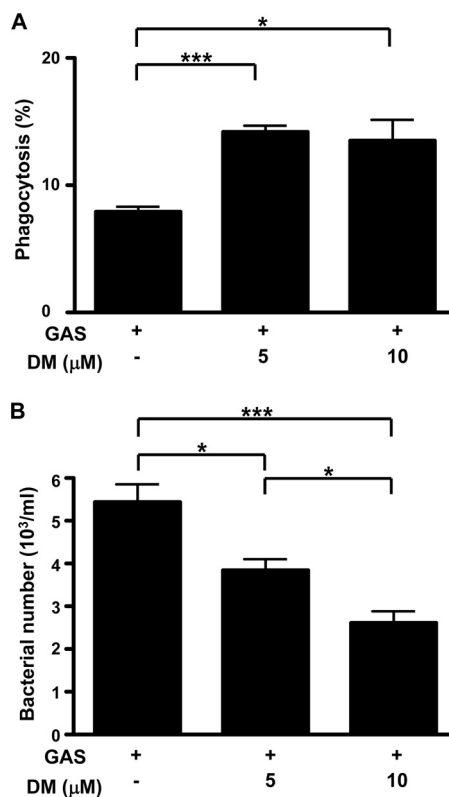 A
*
***
20
10
0
Phagocytosis (%)
GAS + + +
DM (μM) - 5 10
B
***
* *
6
5
4
3
2
1
0
Bacterial number (10³/ml)
GAS + + +
DM (μM) - 5 10